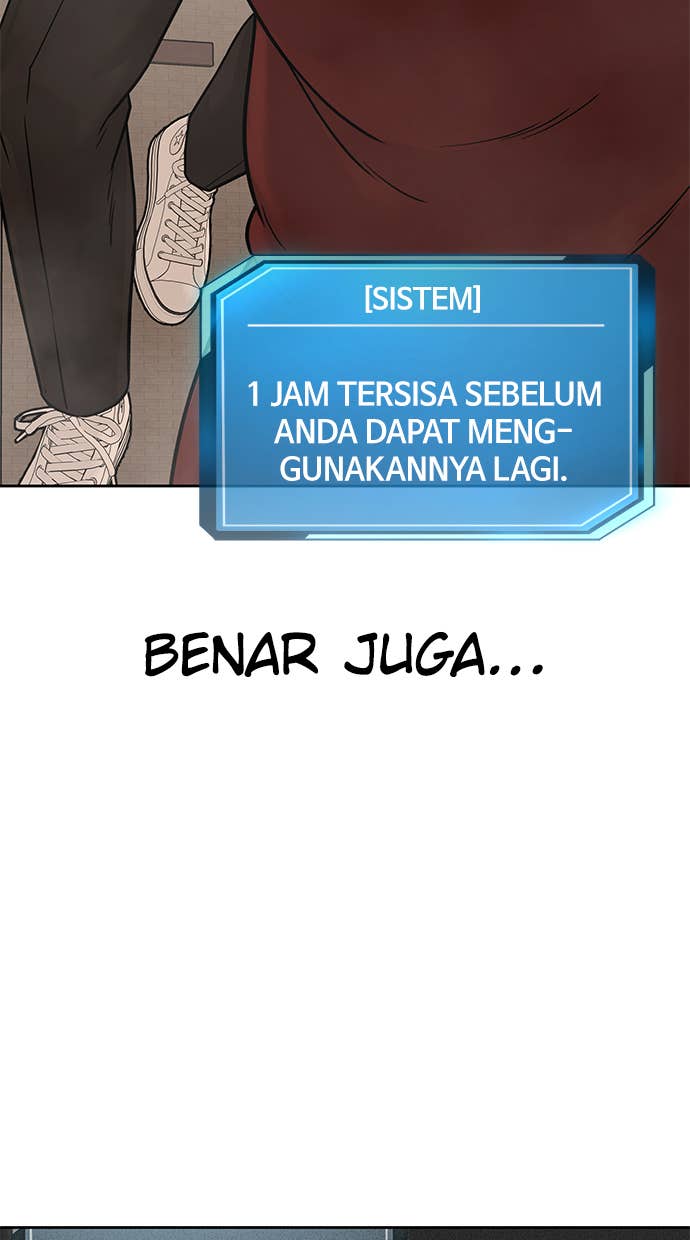 [SISTEM]
1 JAM TERSISA SEBELUM
ANDA DAPAT MENG-
GUNAKANNYA LAGI.
BENAR JUGA...